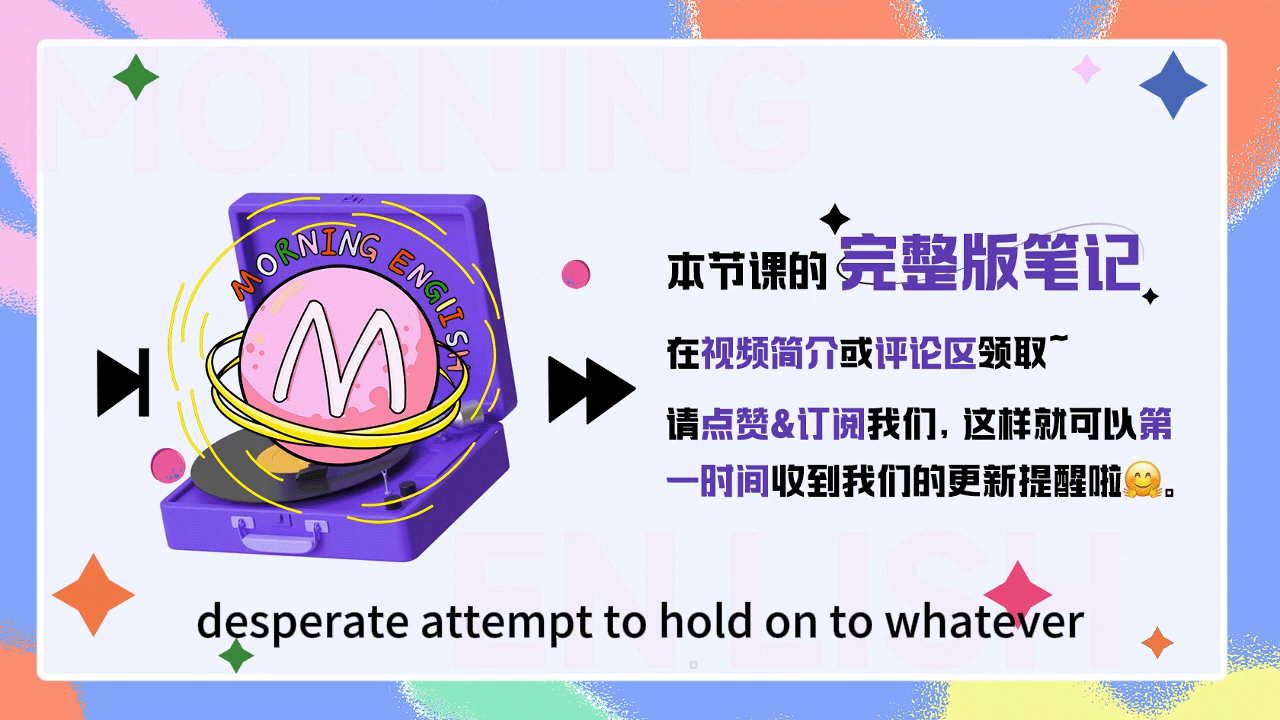 MORNING
MORNING ENGlISH
M
本节课的完整版笔记
在视频简介或评论区领取~
请点赞&订阅我们，这样就可以第
一时间收到我们的更新提醒啦🤗。
EN LISH
desperate attempt to hold on to whatever